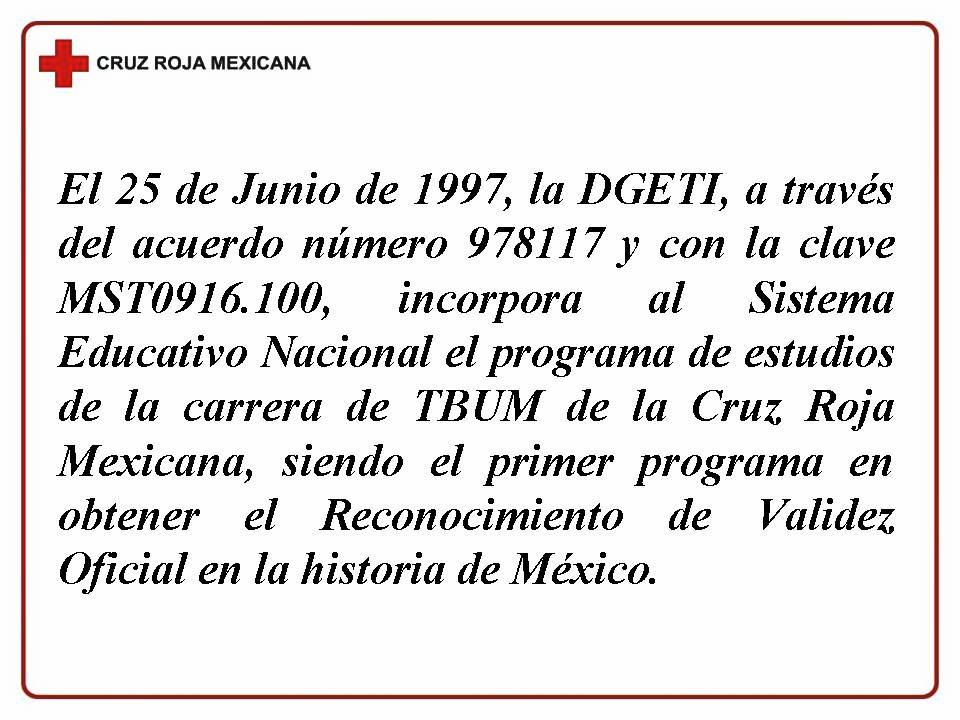 CRUZ ROJA MEXICANA
El 25 de Junio de 1997, la DGETI, a través
del acuerdo número 978117 y con la clave
MST0916.100, incorpora al Sistema
Educativo Nacional el programa de estudios
de la carrera de TBUM de la Cruz Roja
Mexicana, siendo el primer programa en
obtener el Reconocimiento de Validez
Oficial en la historia de México.